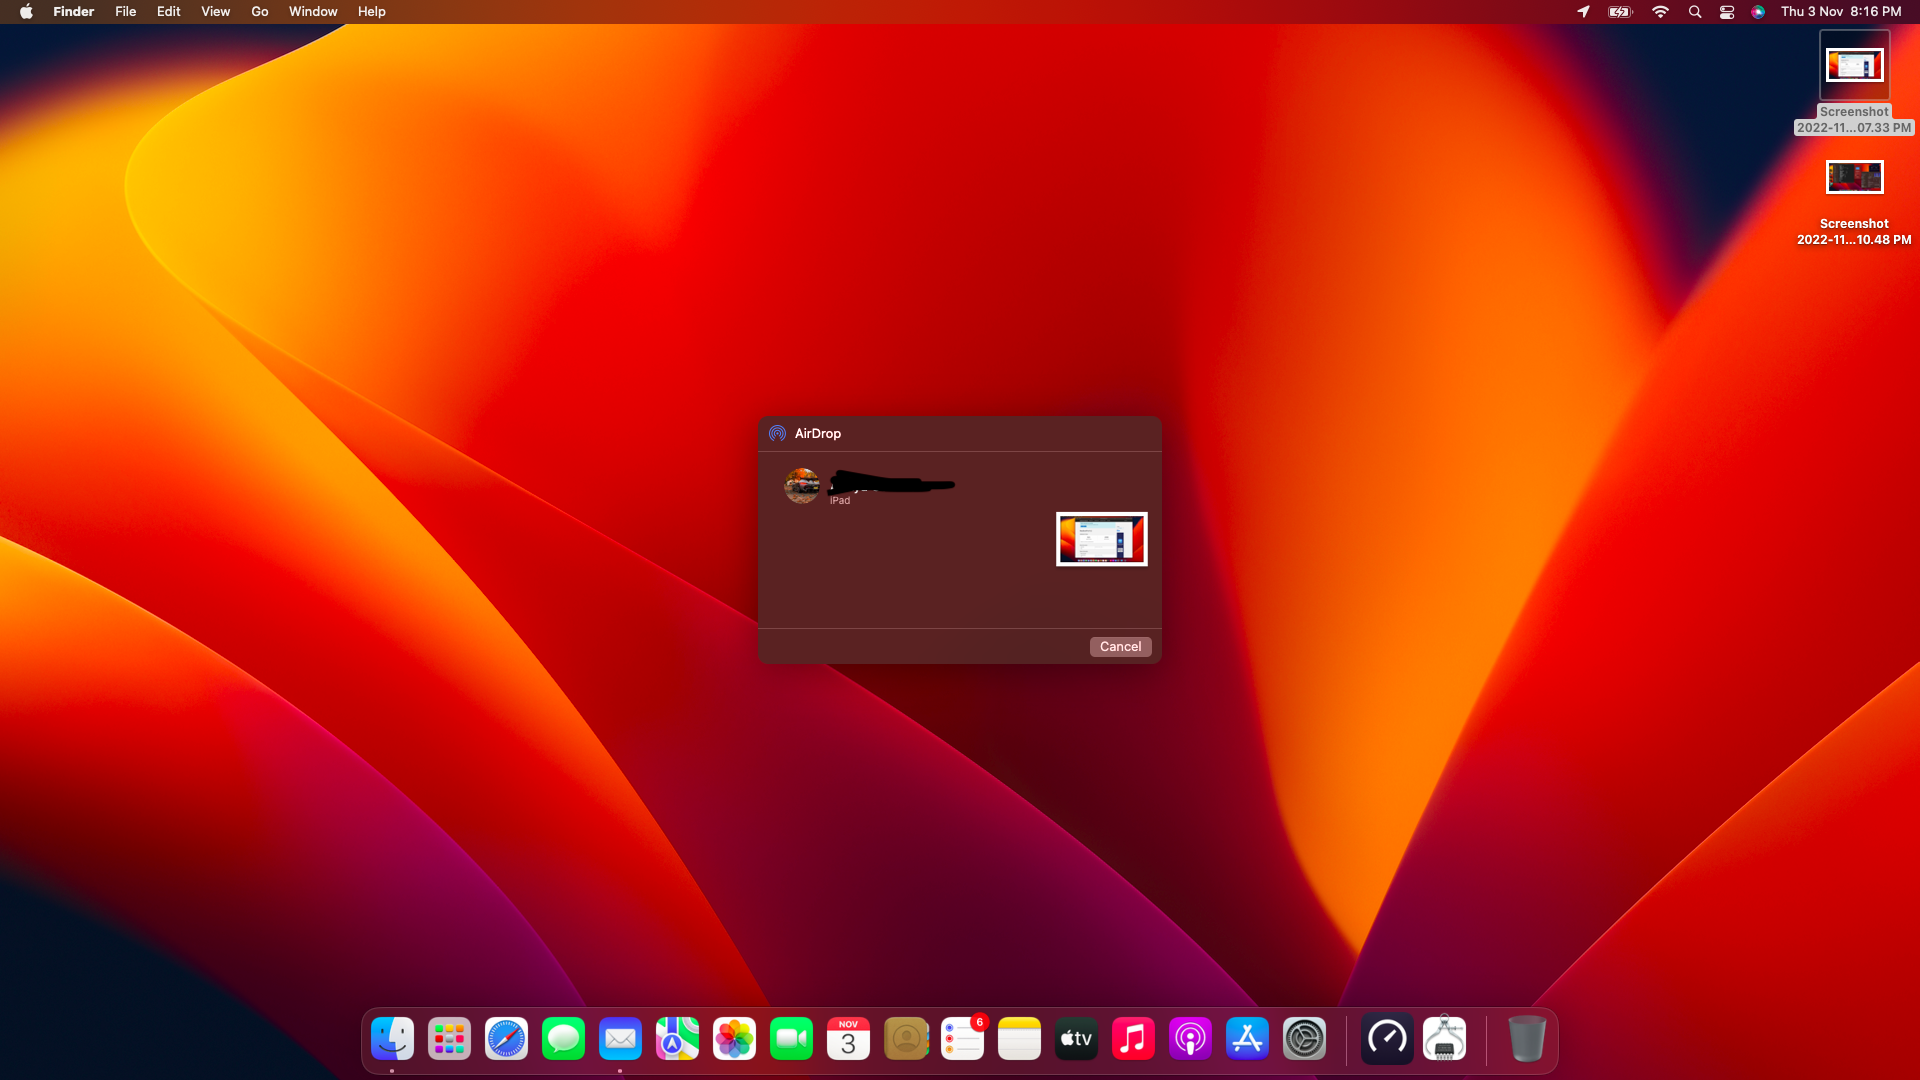 Finder File Edit View Go Window Help Thu 3 Nov 8:16 PM
Screenshot
2022-11...07.33 PM
Screenshot
2022-11...10.48 PM
AirDrop
iPad
Cancel
NOV
3
6
tv